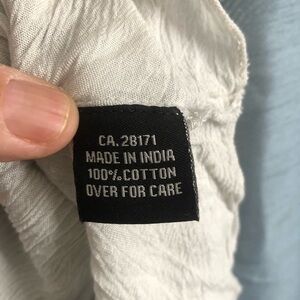 CA. 28171
MADE IN INDIA
100% COTTON
OVER FOR CARE